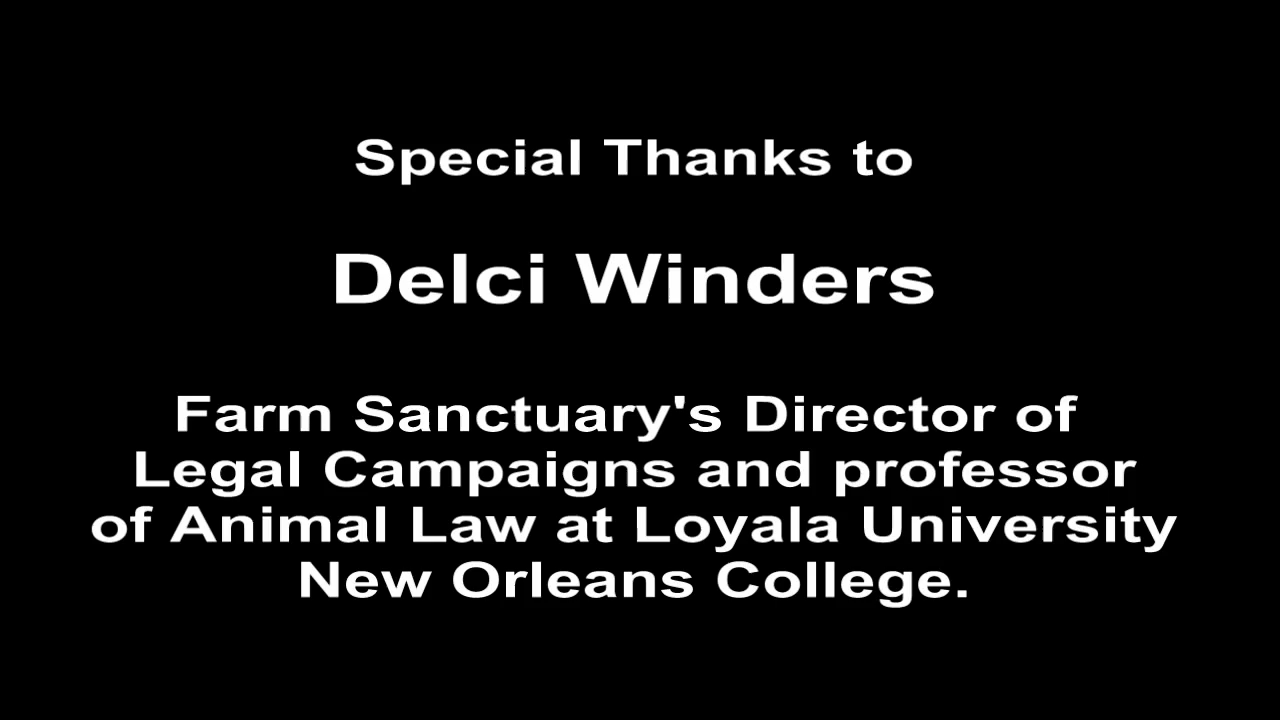 Special Thanks to
Delci Winders
Farm Sanctuary's Director of
Legal Campaigns and professor
of Animal Law at Loyala University
New Orleans College.